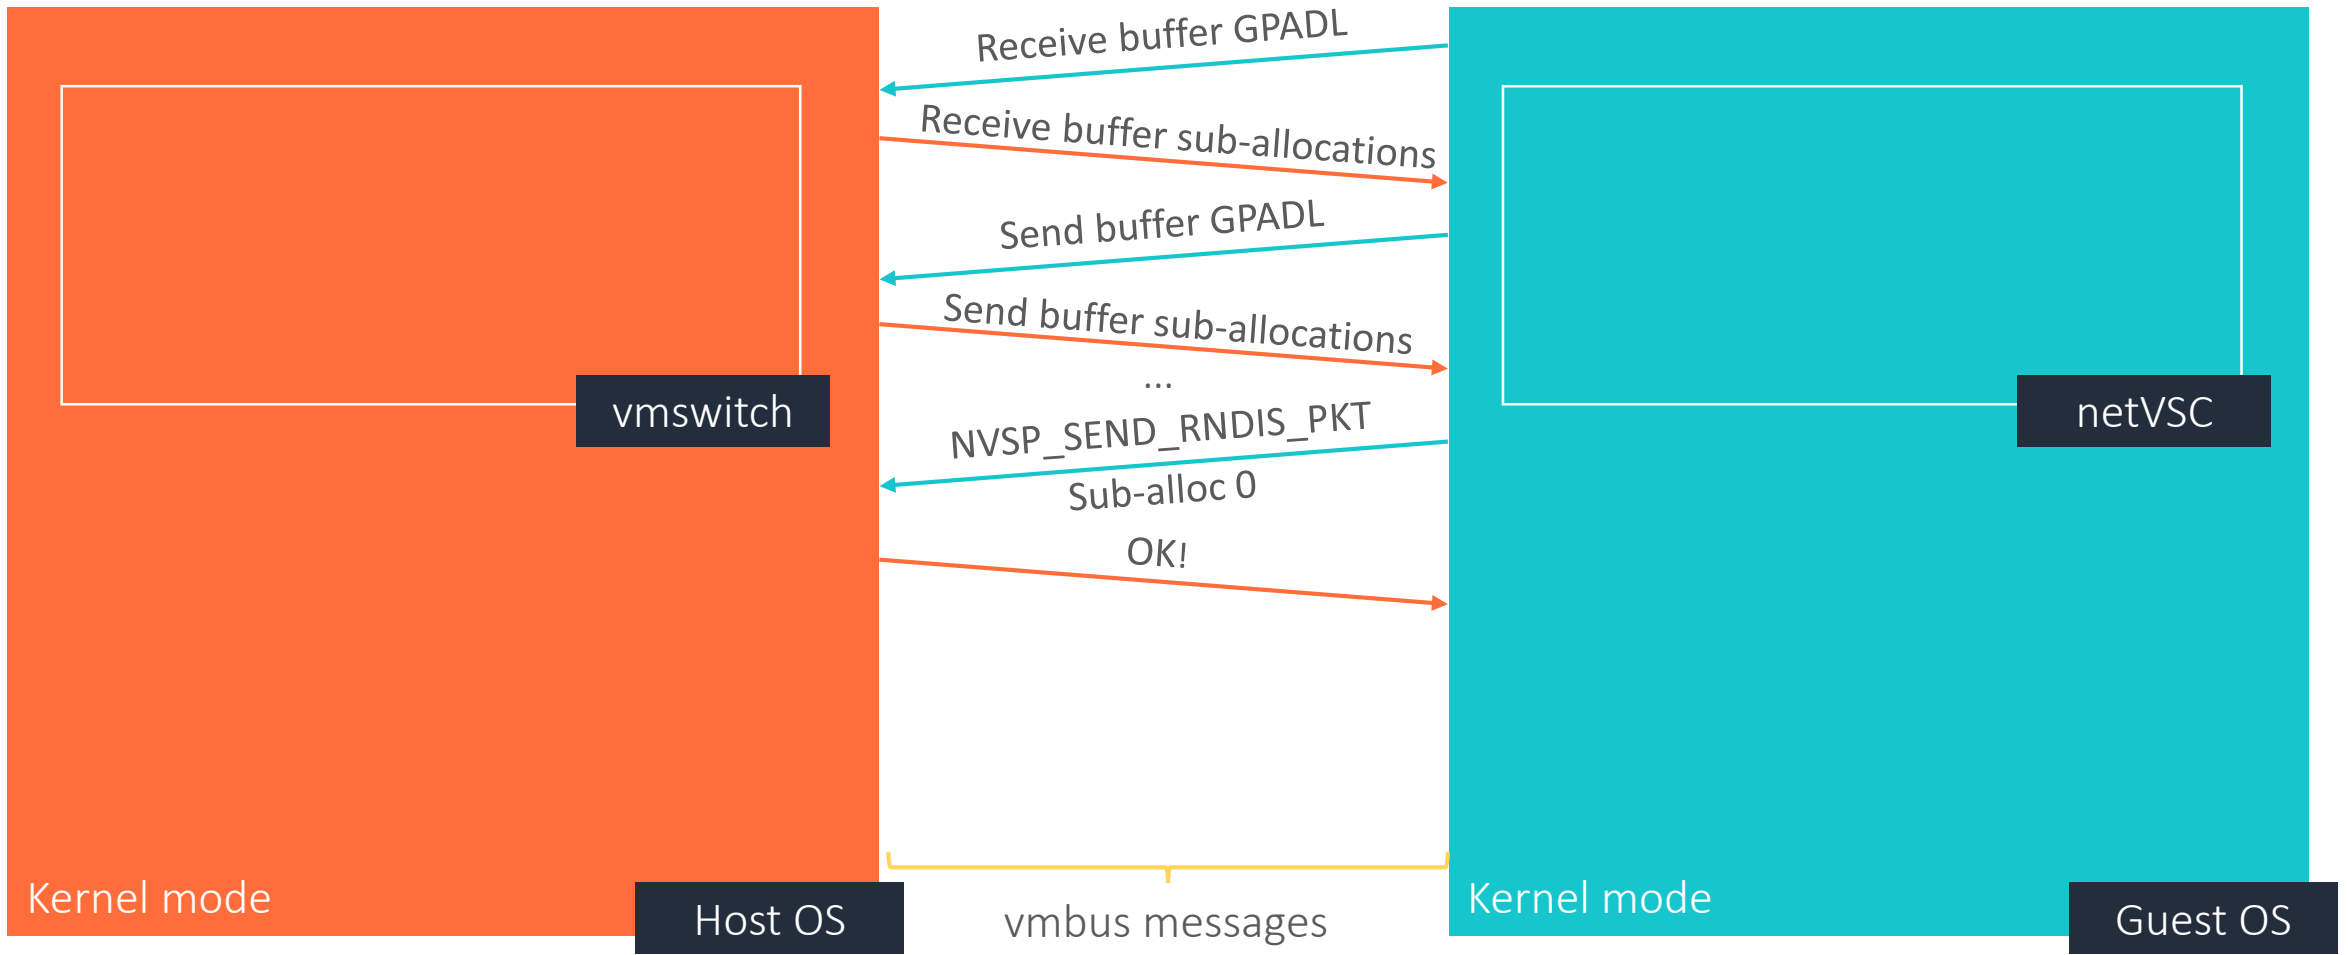 Receive buffer GPADL
Receive buffer sub-allocations
Send buffer GPADL
Send buffer sub-allocations
...
vmswitch
netVSC
NVSP_SEND_RNDIS_PKT
Sub-alloc 0
OK!
Kernel mode
Host OS
vmbus messages
Kernel mode
Guest OS